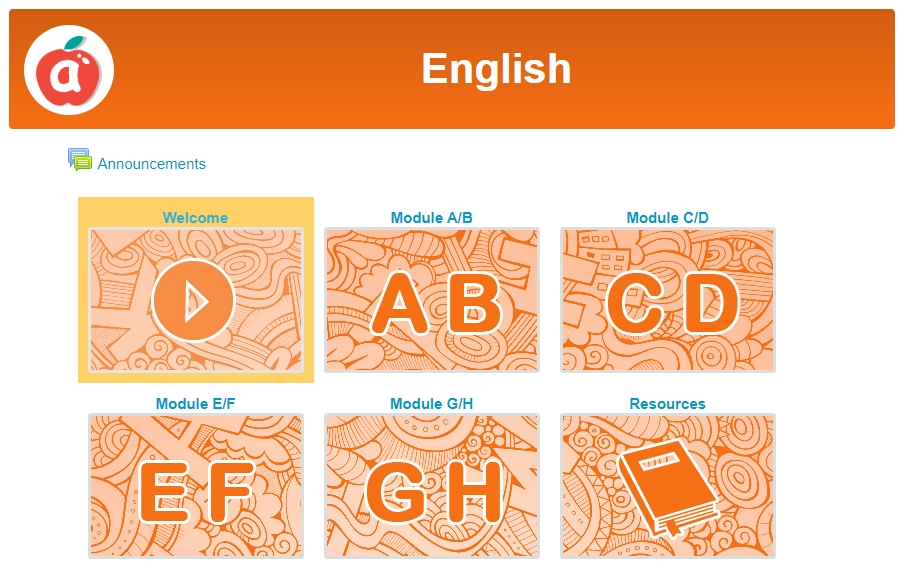 a
English
Announcements
Welcome
Module A/B
Module C/D
A B
C D
Module E/F
Module G/H
Resources
E F
G H